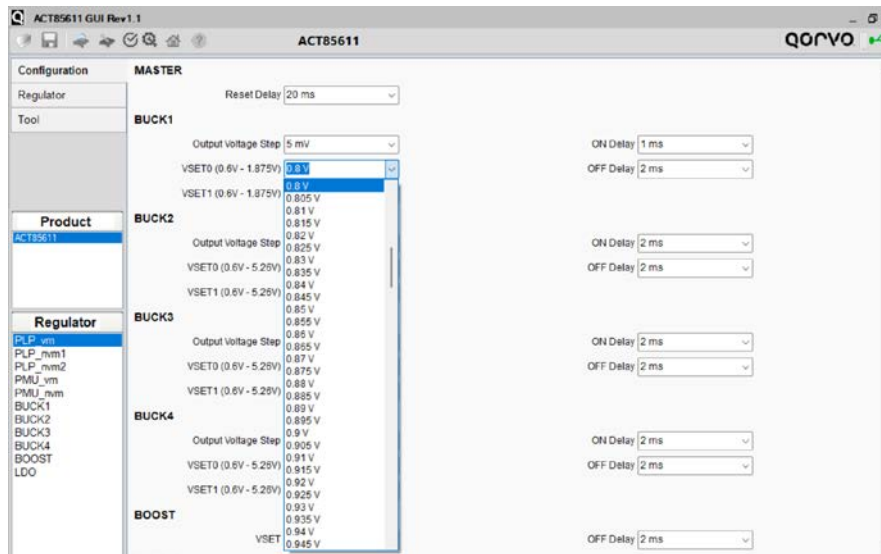 ACT85611 GUI Rev1.1
ACT85611
QORVO
Configuration
Regulator
Tool
Product
ACT85611
Regulator
PLP_vm
PLP_nvm1
PLP_nvm2
PMU_vm
PMU_nvm
BUCK1
BUCK2
BUCK3
BUCK4
BOOST
LDO
MASTER
Reset Delay 20 ms
BUCK1
Output Voltage Step 5 mV ON Delay 1 ms
VSET0 (0.6V - 1.875V) 0.8 V OFF Delay 2 ms
VSET1 (0.6V - 1.875V)
0.8 V
0.805 V
0.81 V
0.815 V
0.82 V
0.825 V
0.83 V
0.835 V
0.84 V
0.845 V
0.85 V
0.855 V
0.86 V
0.865 V
0.87 V
0.875 V
0.88 V
0.885 V
0.89 V
0.895 V
0.9 V
0.905 V
0.91 V
0.915 V
0.92 V
0.925 V
0.93 V
0.935 V
0.94 V
0.945 V
BUCK2
Output Voltage Step ON Delay 2 ms
VSET0 (0.6V - 5.26V) OFF Delay 2 ms
VSET1 (0.6V - 5.26V)
BUCK3
Output Voltage Step ON Delay 2 ms
VSET0 (0.6V - 5.26V) OFF Delay 2 ms
VSET1 (0.6V - 5.26V)
BUCK4
Output Voltage Step ON Delay 2 ms
VSET0 (0.6V - 5.26V) OFF Delay 2 ms
VSET1 (0.6V - 5.26V)
BOOST
VSET OFF Delay 2 ms